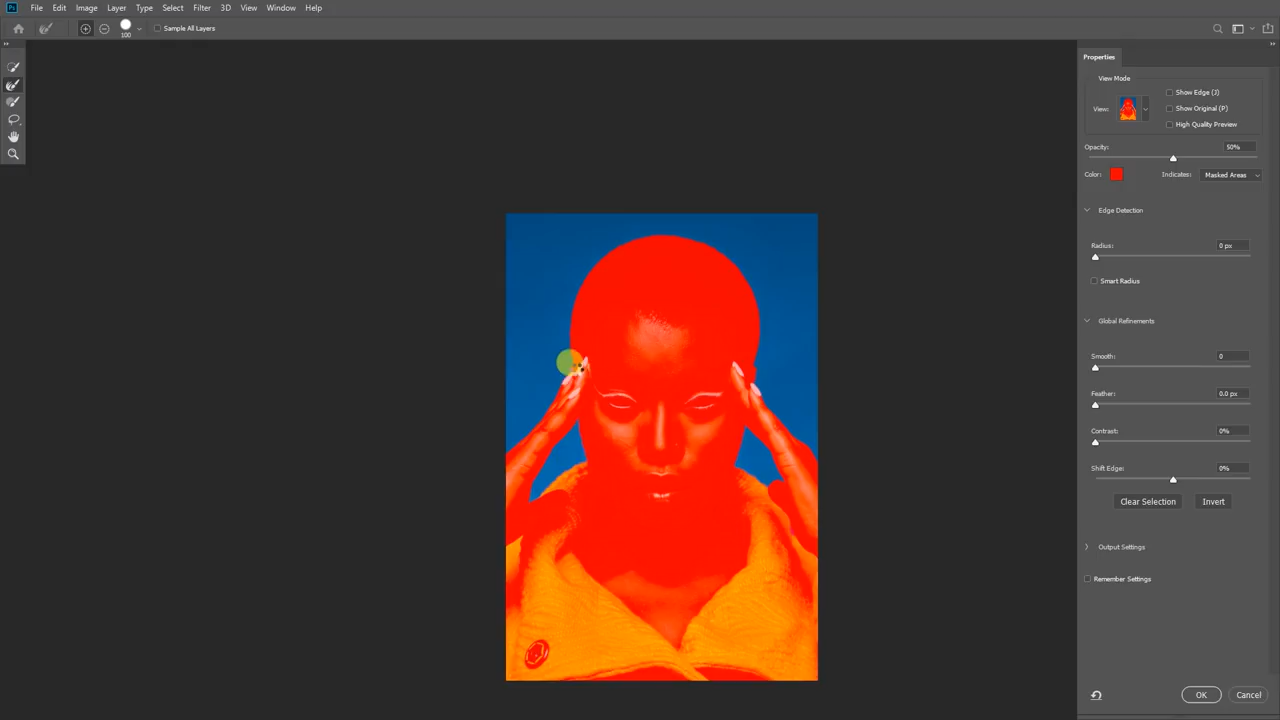 Ps File Edit Image Layer Type Select Filter 3D View Window Help
100 Sample All Layers
Properties
View Mode
Show Edge (J)
View: Show Original (P)
High Quality Preview
Opacity: 50%
Color: Indicates: Masked Areas
Edge Detection
Radius: 0 px
Smart Radius
Global Refinements
Smooth: 0
Feather: 0.0 px
Contrast: 0%
Shift Edge: 0%
Clear Selection Invert
Output Settings
Remember Settings
OK Cancel